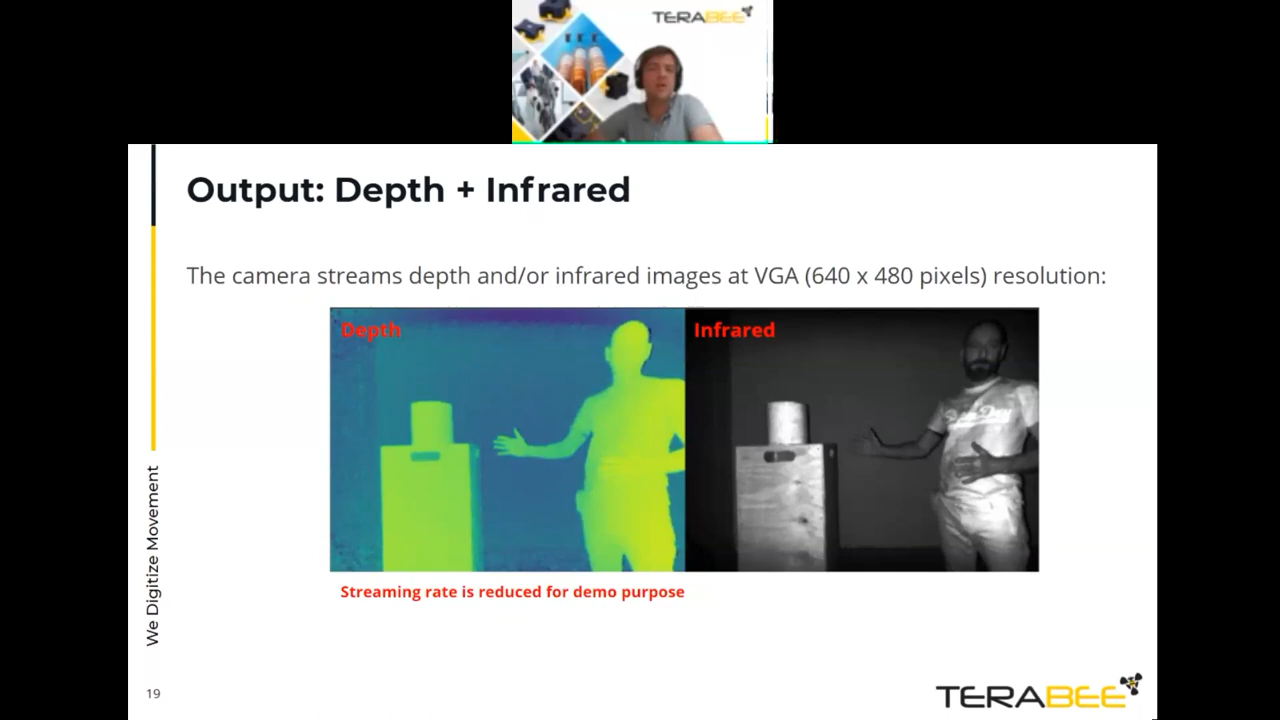 TERABEE
Output: Depth + Infrared
The camera streams depth and/or infrared images at VGA (640 x 480 pixels) resolution:
Depth
Infrared
Streaming rate is reduced for demo purpose
We Digitize Movement
19
TERABEE